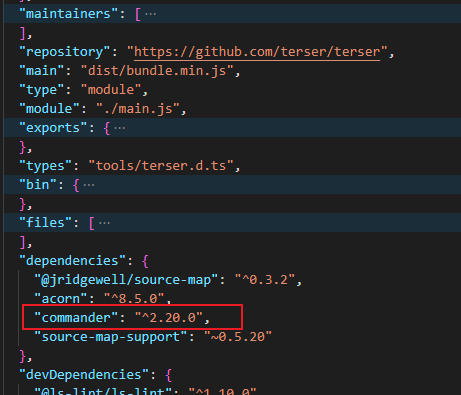 "maintainers": [ ···
],
"repository": "https://github.com/terser/terser",
"main": "dist/bundle.min.js",
"type": "module",
"module": "./main.js",
"exports": { ···
},
"types": "tools/terser.d.ts",
"bin": { ···
},
"files": [ ···
],
"dependencies": {
"@jridgewell/source-map": "^0.3.2",
"acorn": "^8.5.0",
"commander": "^2.20.0",
"source-map-support": "~0.5.20"
},
"devDependencies": {
"@ls-lint/ls-lint": "^1.10.0",